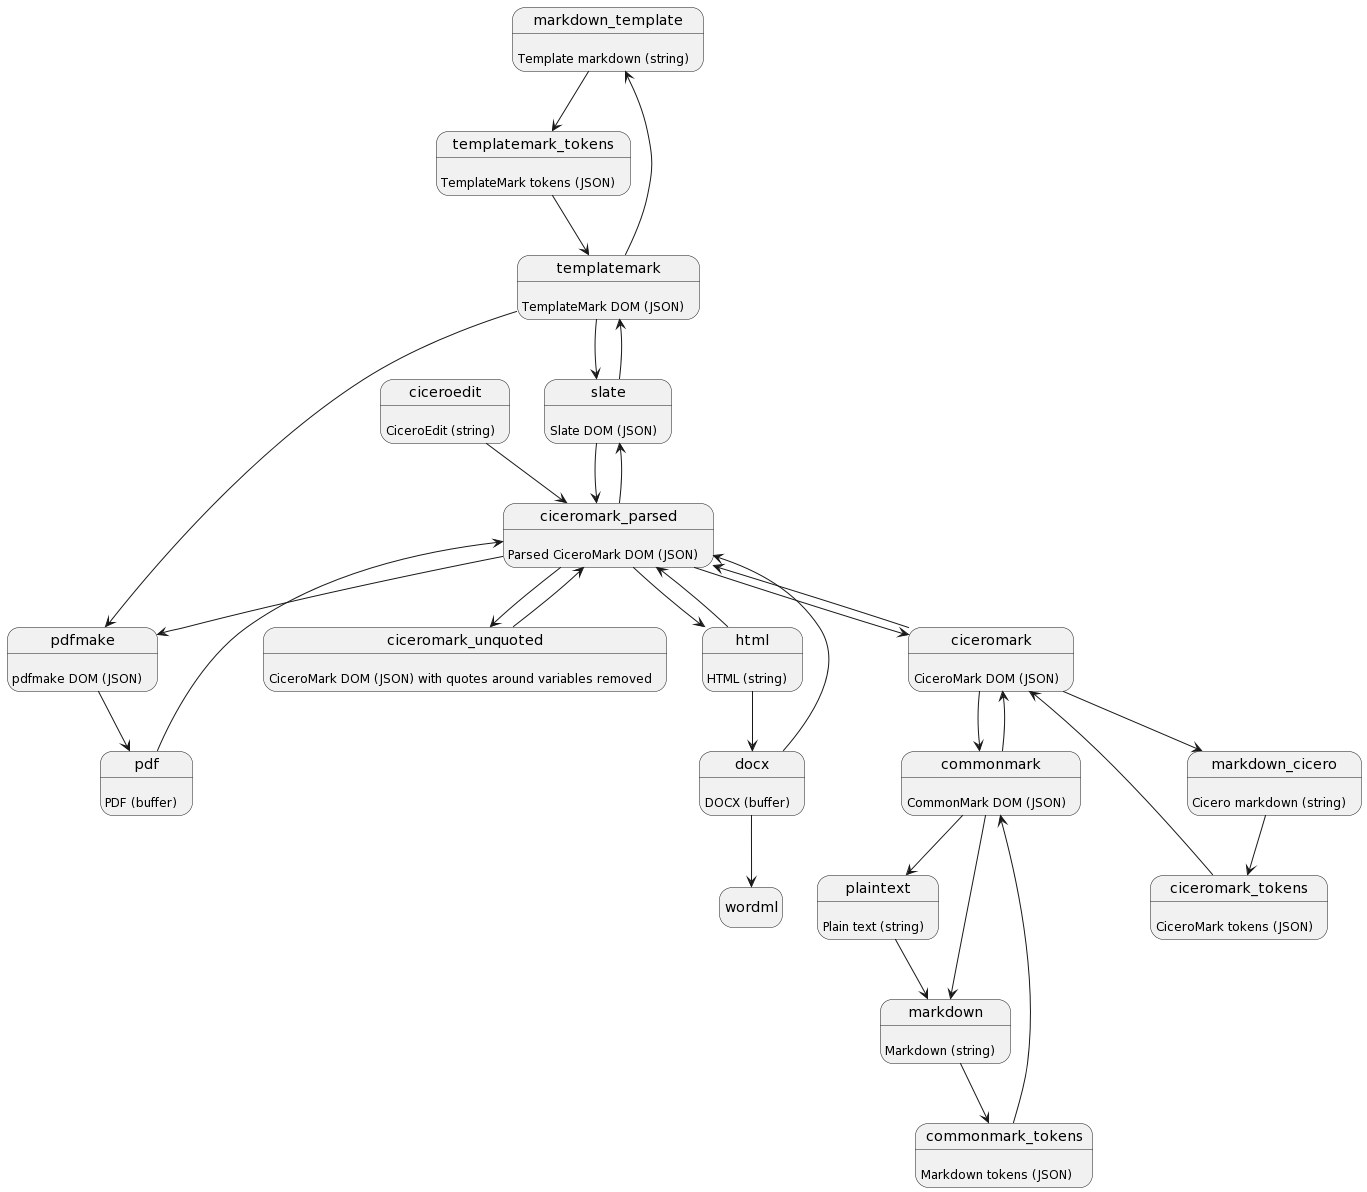 markdown_template
Template markdown (string)
templatemark_tokens
TemplateMark tokens (JSON)
templatemark
TemplateMark DOM (JSON)
ciceroedit
CiceroEdit (string)
slate
Slate DOM (JSON)
ciceromark_parsed
Parsed CiceroMark DOM (JSON)
pdfmake
pdfmake DOM (JSON)
ciceromark_unquoted
CiceroMark DOM (JSON) with quotes around variables removed
html
HTML (string)
ciceromark
CiceroMark DOM (JSON)
pdf
PDF (buffer)
docx
DOCX (buffer)
commonmark
CommonMark DOM (JSON)
markdown_cicero
Cicero markdown (string)
plaintext
Plain text (string)
ciceromark_tokens
CiceroMark tokens (JSON)
wordml
markdown
Markdown (string)
commonmark_tokens
Markdown tokens (JSON)